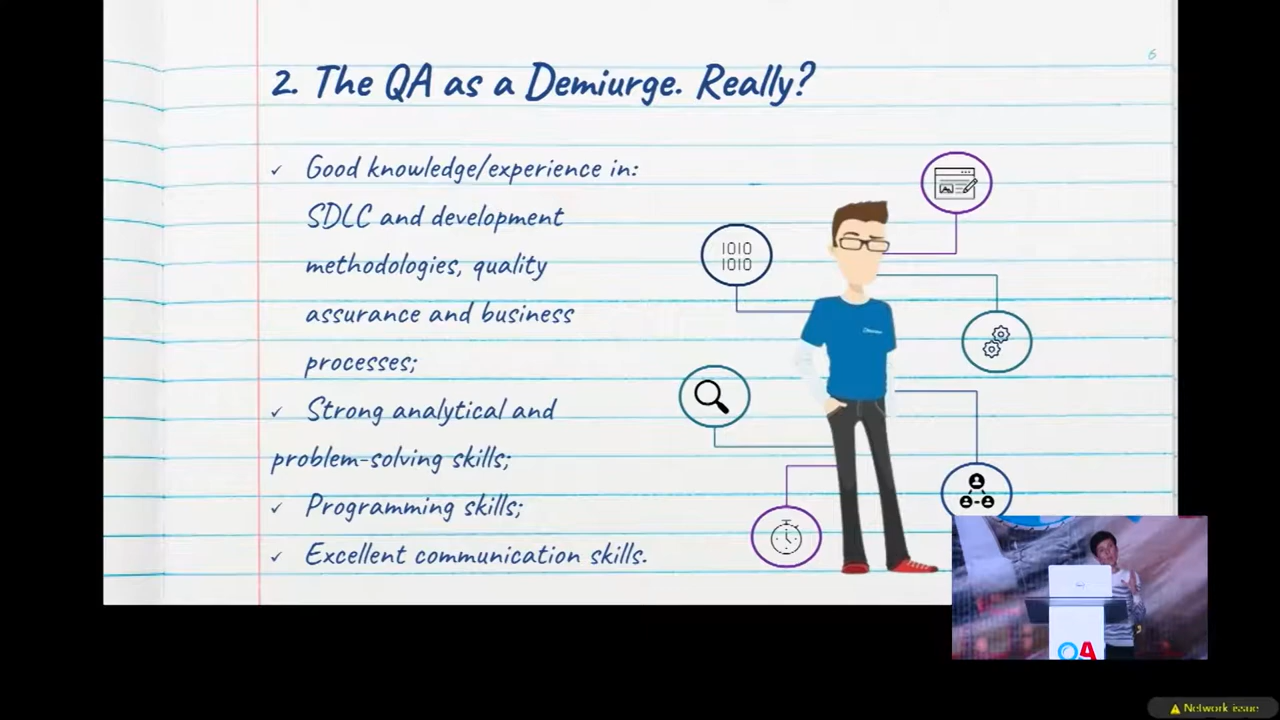 6
2. The QA as a Demiurge. Really?
✓ Good knowledge/experience in:
SDLC and development
methodologies, quality
assurance and business
processes;
✓ Strong analytical and
problem-solving skills;
✓ Programming skills;
✓ Excellent communication skills.
1010
1010
QA
⚠ Network issue